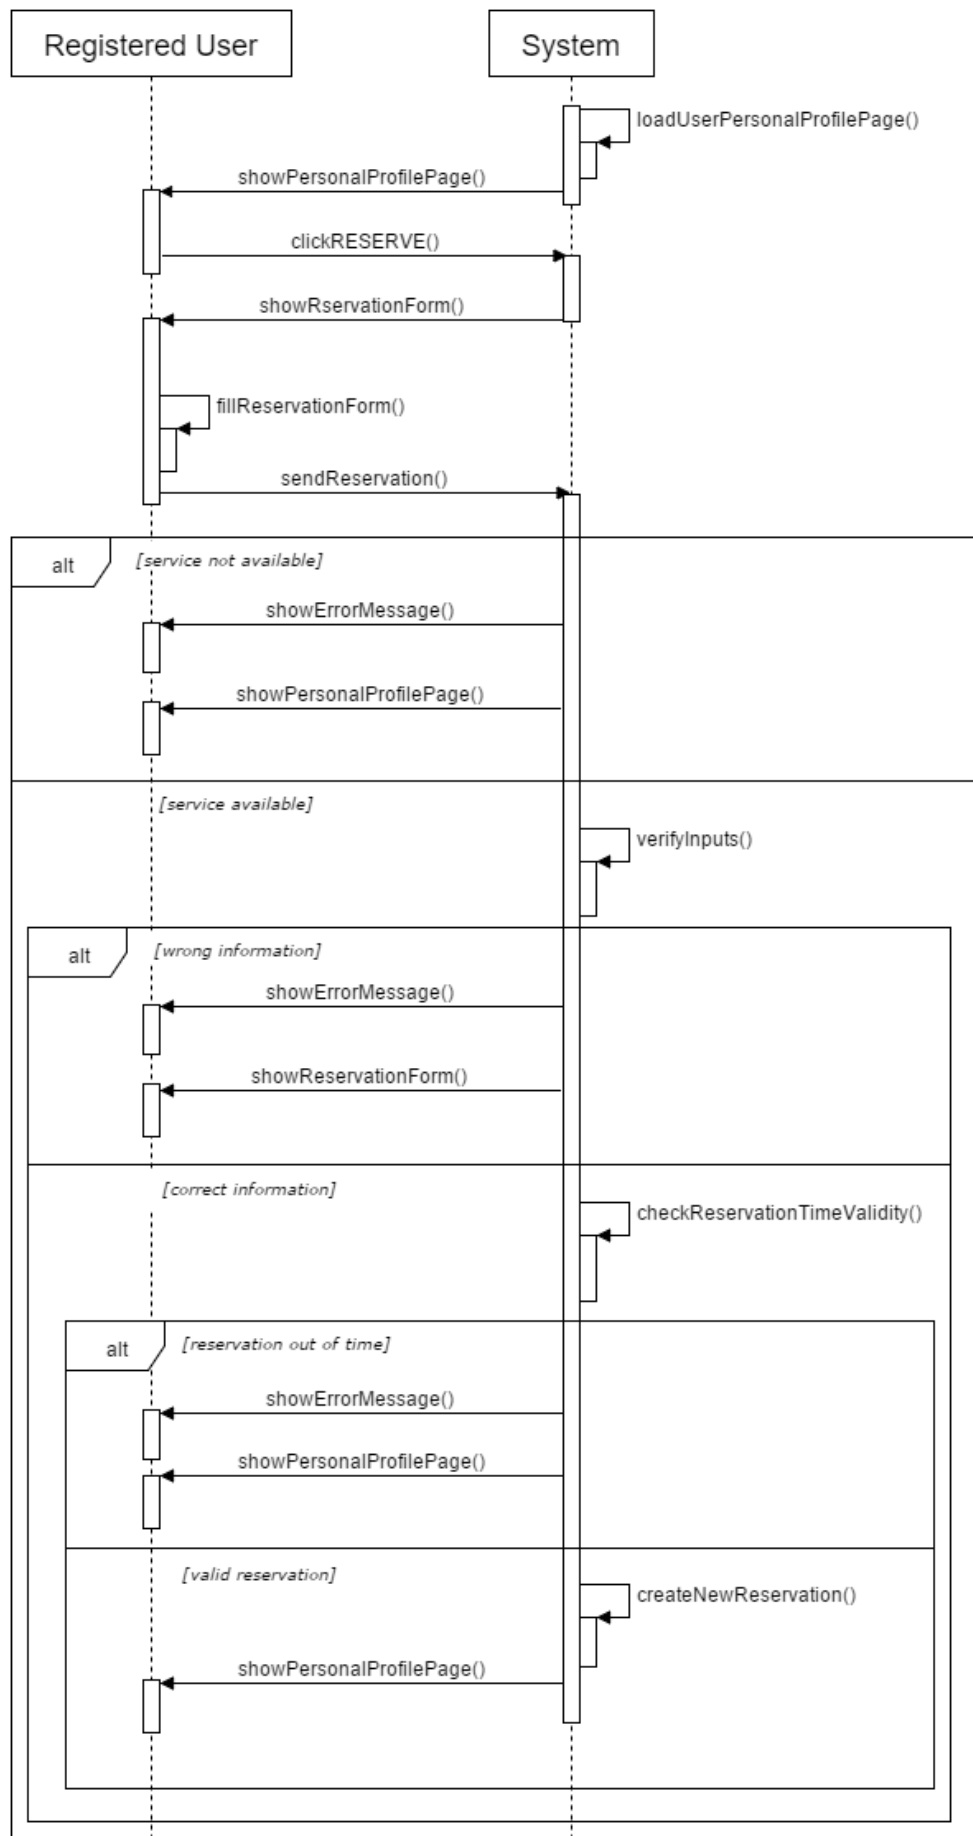 Registered User
System
loadUserPersonalProfilePage()
showPersonalProfilePage()
clickRESERVE()
showRservationForm()
fillReservationForm()
sendReservation()
alt
[service not available]
showErrorMessage()
showPersonalProfilePage()
[service available]
verifyInputs()
alt
[wrong information]
showErrorMessage()
showReservationForm()
[correct information]
checkReservationTimeValidity()
alt
[reservation out of time]
showErrorMessage()
showPersonalProfilePage()
[valid reservation]
createNewReservation()
showPersonalProfilePage()